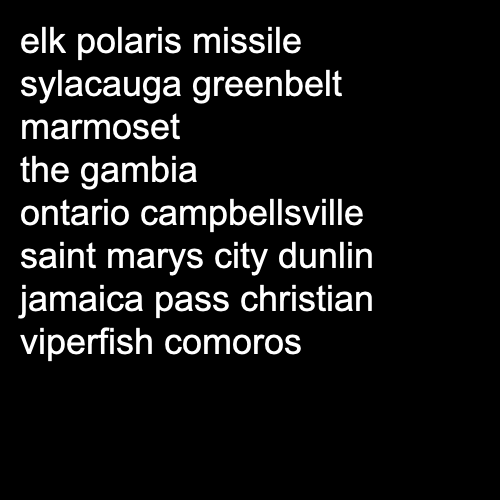 elk polaris missile
sylacauga greenbelt
marmoset
the gambia
ontario campbellsville
saint marys city dunlin
jamaica pass christian
viperfish comoros